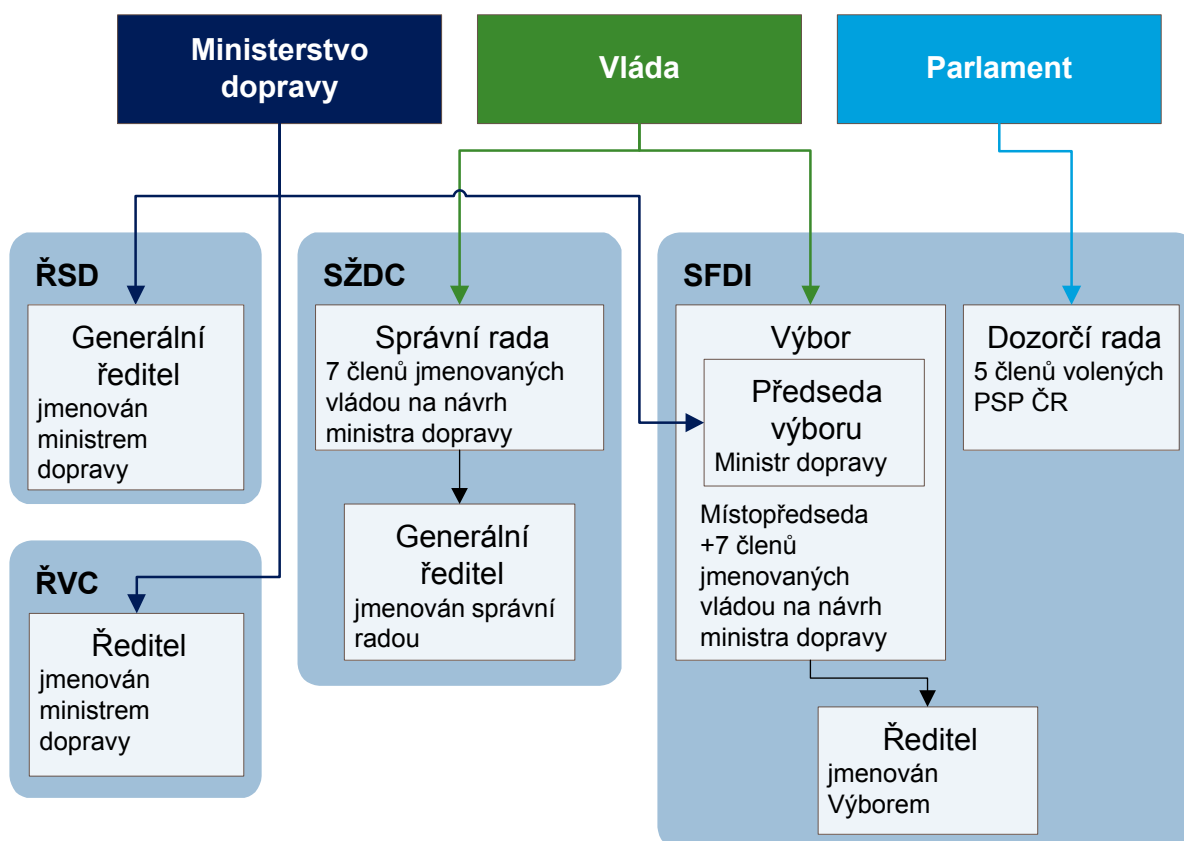 Ministerstvo
dopravy
Vláda
Parlament
ŘSD
Generální
ředitel
jmenován
ministrem
dopravy
ŘVC
Ředitel
jmenován
ministrem
dopravy
SŽDC
Správní rada
7 členů jmenovaných
vládou na návrh
ministra dopravy
Generální
ředitel
jmenován správní
radou
SFDI
Výbor
Předseda
výboru
Ministr dopravy
Místopředseda
+7 členů
jmenovaných
vládou na návrh
ministra dopravy
Dozorčí rada
5 členů volených
PSP ČR
Ředitel
jmenován
Výborem